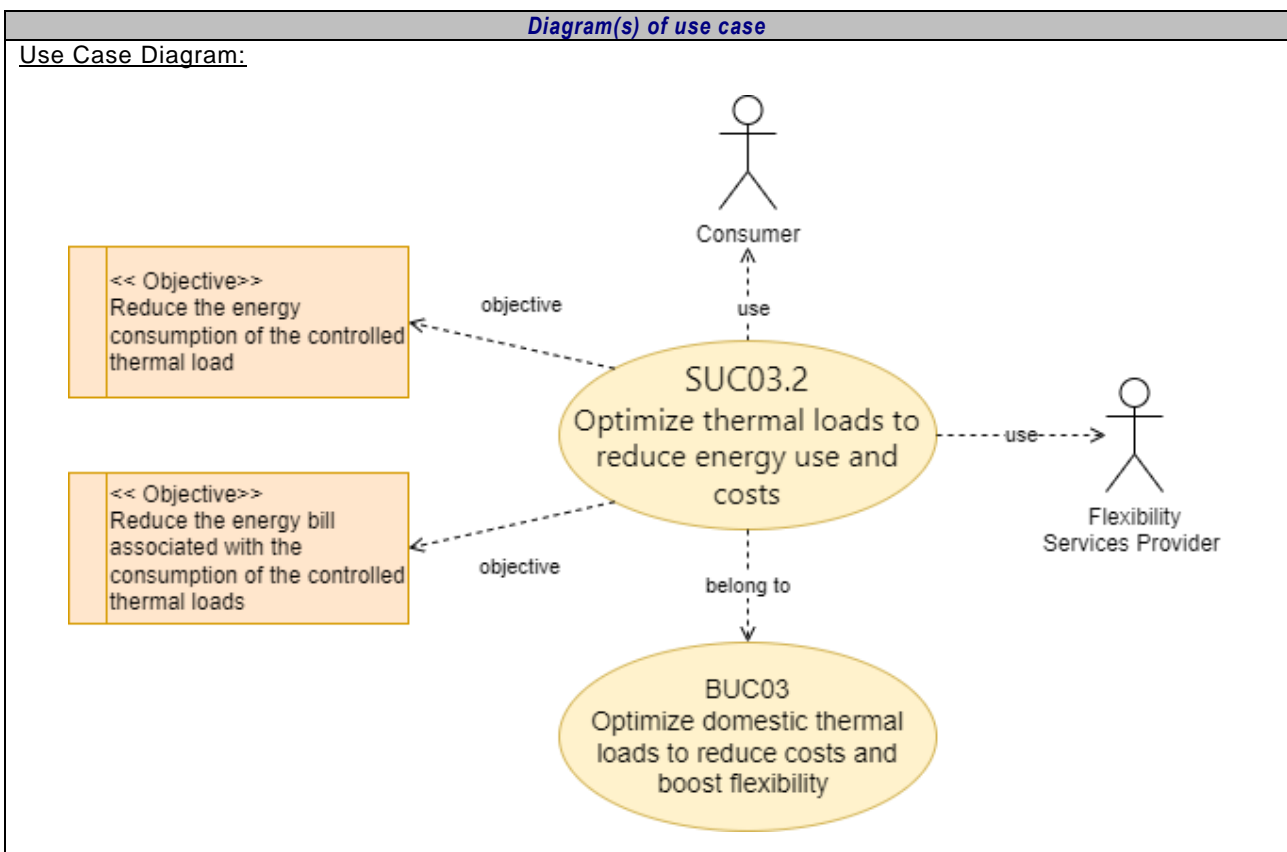 Diagram(s) of use case
Use Case Diagram:
Consumer
<< Objective>>
Reduce the energy
consumption of the controlled
thermal load
objective
use
SUC03.2
Optimize thermal loads to
reduce energy use and
costs
use
Flexibility
Services Provider
<< Objective>>
Reduce the energy bill
associated with the
consumption of the controlled
thermal loads
objective
belong to
BUC03
Optimize domestic thermal
loads to reduce costs and
boost flexibility